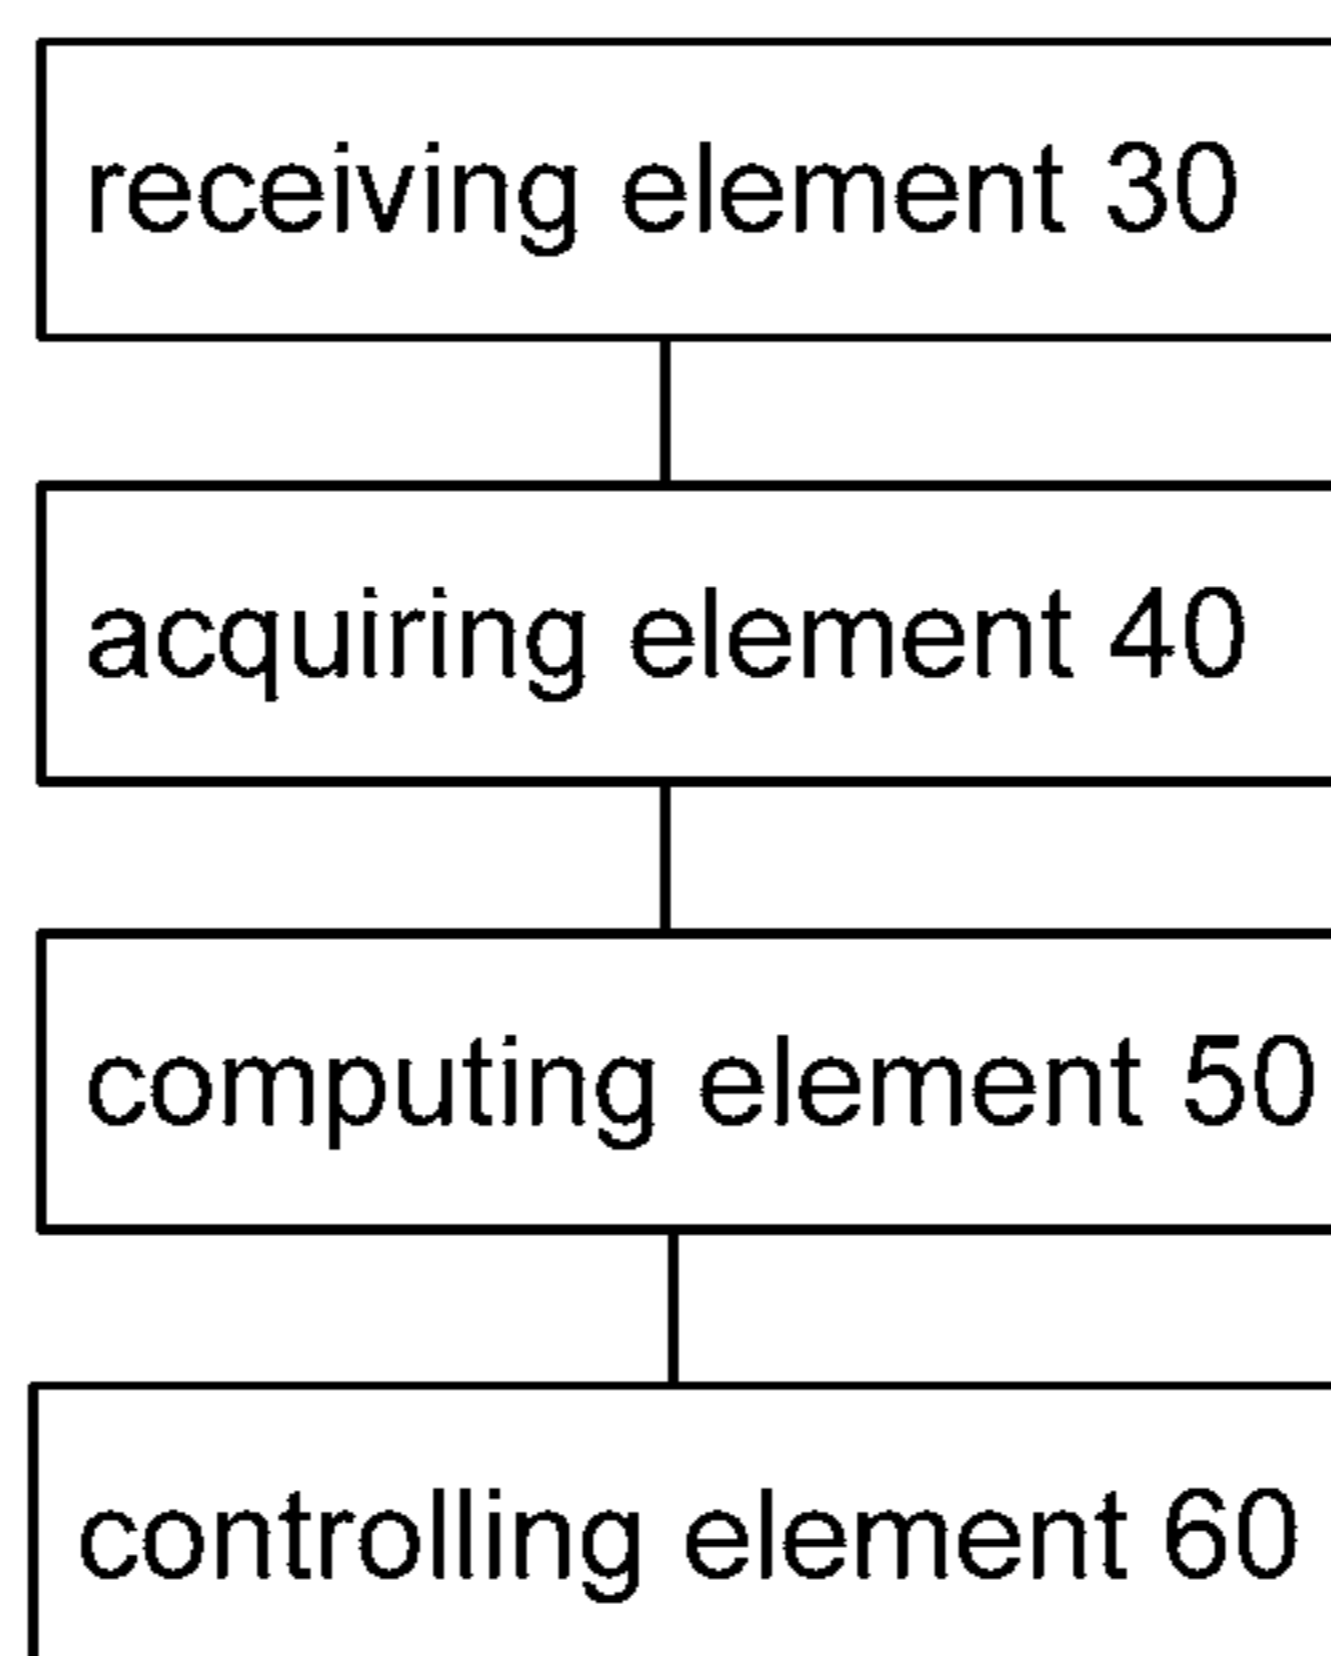 receiving element 30
acquiring element 40
computing element 50
controlling element 60